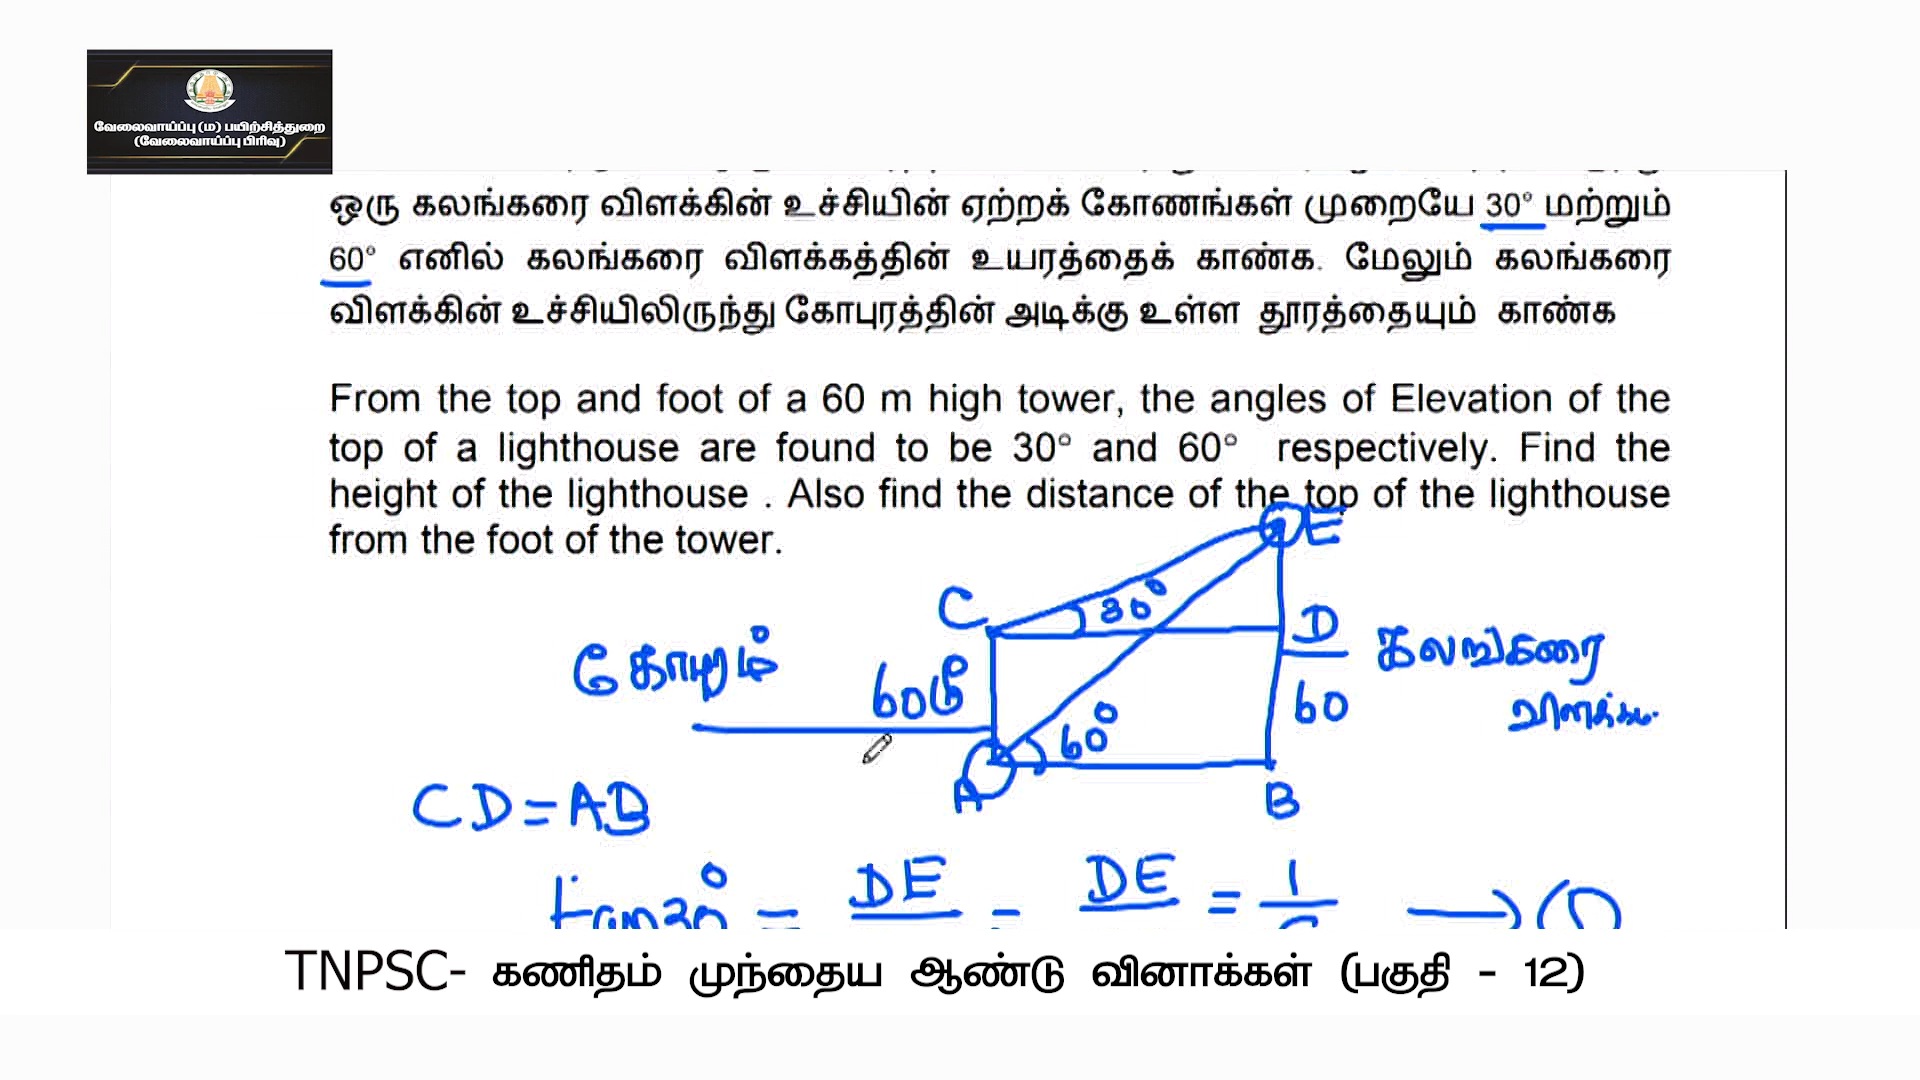 வேலைவாய்ப்பு (ம) பயிற்சித்துறை
(வேலைவாய்ப்பு பிரிவு)
ஒரு கலங்கரை விளக்கின் உச்சியின் ஏற்றக் கோணங்கள் முறையே 30° மற்றும்
60° எனில் கலங்கரை விளக்கத்தின் உயரத்தைக் காண்க. மேலும் கலங்கரை
விளக்கின் உச்சியிலிருந்து கோபுரத்தின் அடிக்கு உள்ள தூரத்தையும் காண்க
From the top and foot of a 60 m high tower, the angles of Elevation of the
top of a lighthouse are found to be 30° and 60° respectively. Find the
height of the lighthouse . Also find the distance of the top of the lighthouse
from the foot of the tower.
E
C 30° D கலங்கரை
60மீ 60
60°
A B
CD = AB
tan30° = DE = DE = 1 → (1)
TNPSC- கணிதம் முந்தைய ஆண்டு வினாக்கள் (பகுதி - 12)